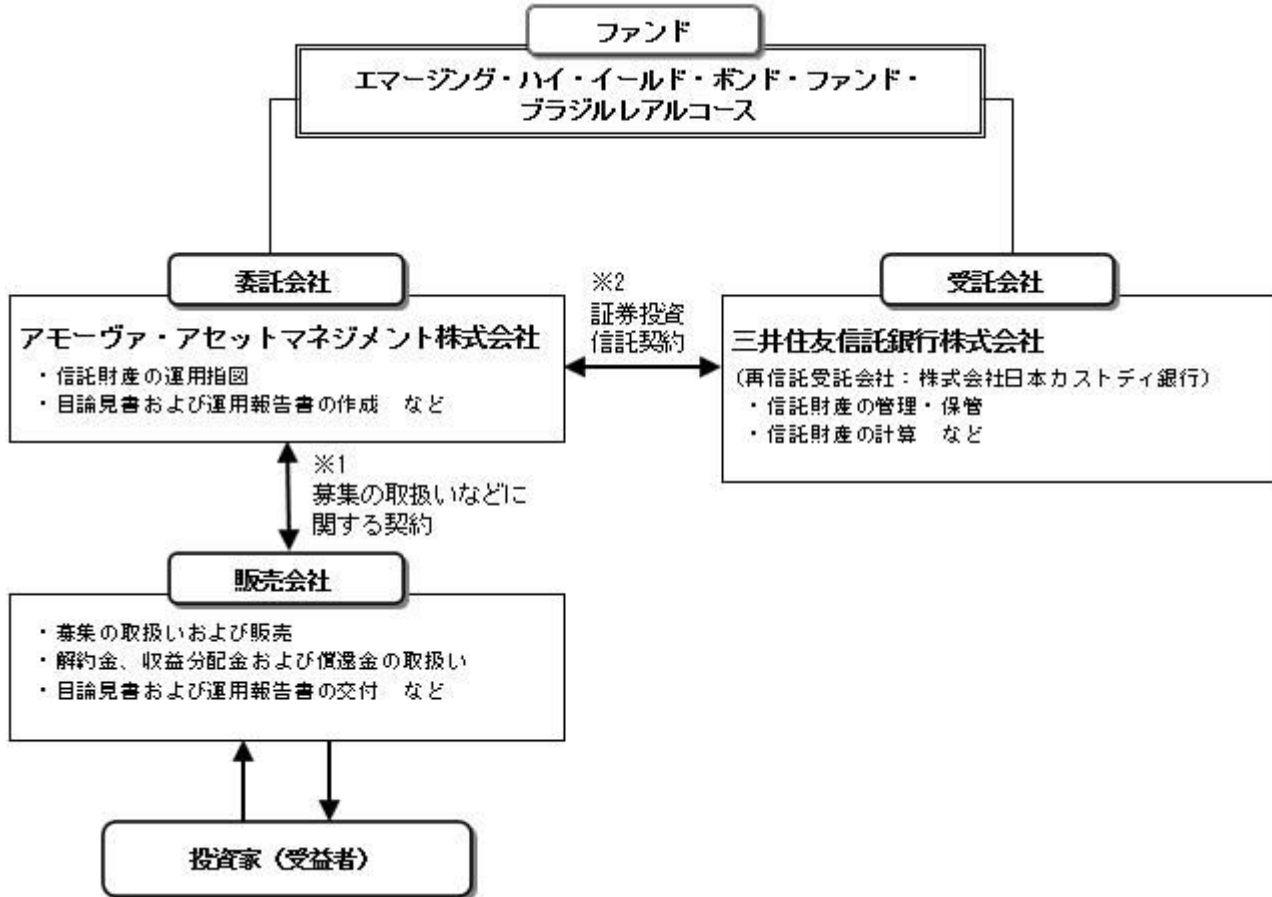 ファンド
エマージング・ハイ・イールド・ボンド・ファンド・
ブラジルレアルコース
委託会社
アモーヴァ・アセットマネジメント株式会社
・信託財産の運用指図
・目論見書および運用報告書の作成 など
※2
証券投資
信託契約
受託会社
三井住友信託銀行株式会社
(再信託受託会社:株式会社日本カストディ銀行)
・信託財産の管理・保管
・信託財産の計算 など
※1
募集の取扱いなどに
関する契約
販売会社
・募集の取扱いおよび販売
・解約金、収益分配金および償還金の取扱い
・目論見書および運用報告書の交付 など
投資家(受益者)